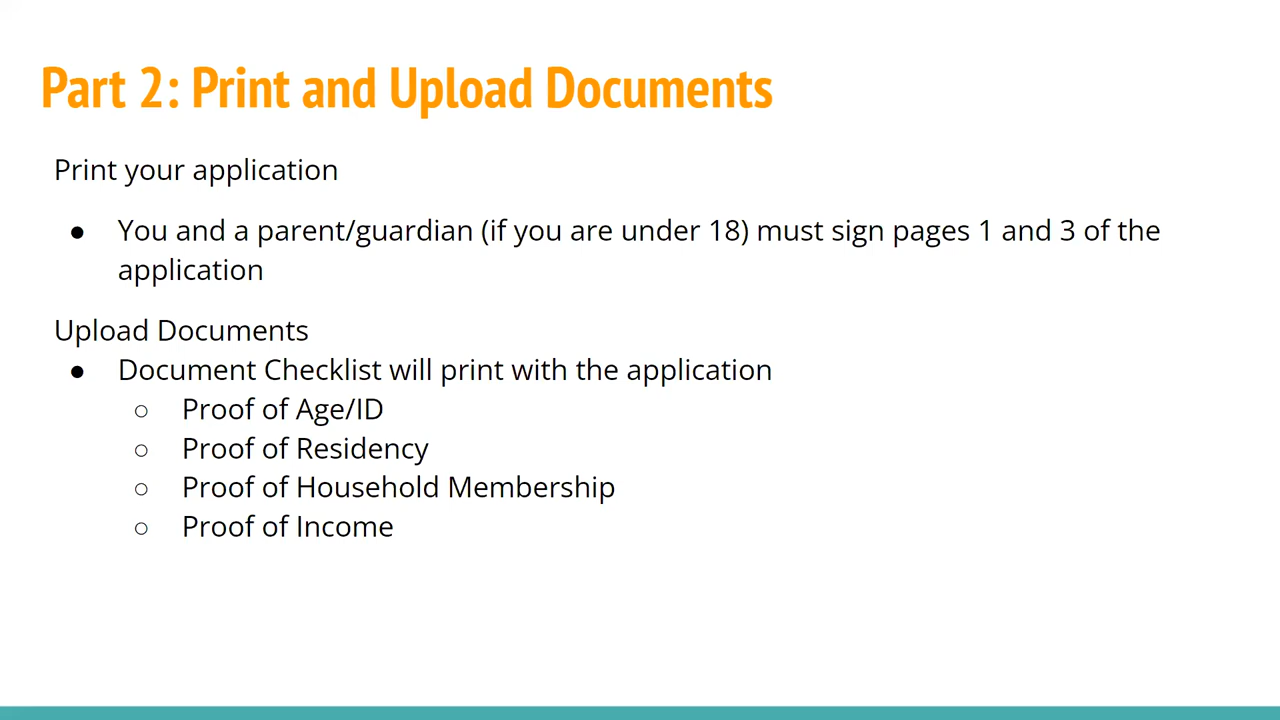 Part 2: Print and Upload Documents
Print your application
● You and a parent/guardian (if you are under 18) must sign pages 1 and 3 of the
application
Upload Documents
● Document Checklist will print with the application
○ Proof of Age/ID
○ Proof of Residency
○ Proof of Household Membership
○ Proof of Income